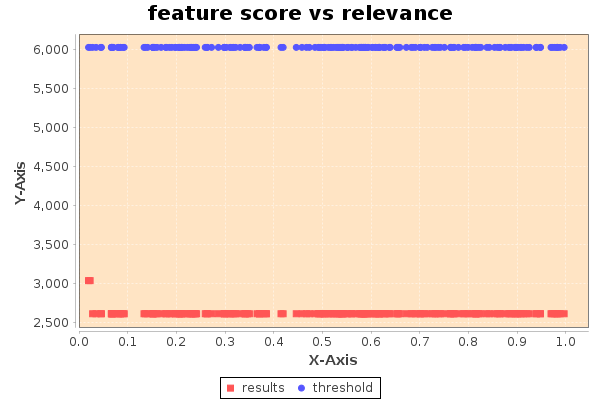 feature score vs relevance
Y-Axis
6,000
5,500
5,000
4,500
4,000
3,500
3,000
2,500
0.0 0.1 0.2 0.3 0.4 0.5 0.6 0.7 0.8 0.9 1.0
X-Axis
results threshold